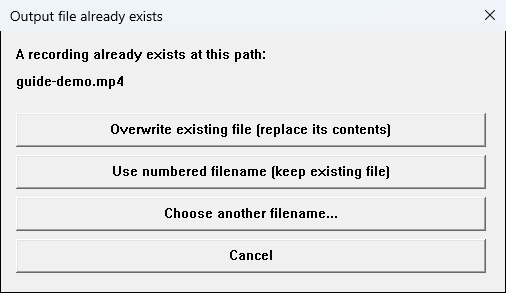 Output file already exists
A recording already exists at this path:
guide-demo.mp4
Overwrite existing file (replace its contents)
Use numbered filename (keep existing file)
Choose another filename...
Cancel